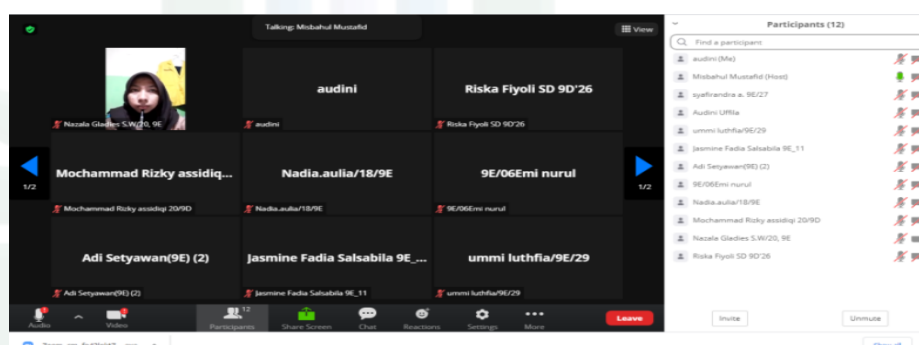 Talking: Misbahul Mustafid
View
Participants (12)
Find a participant
audini (Me)
Misbahul Mustafid (Host)
syafirandra a. 9E/27
Audini Uffila
ummi luthfia/9E/29
Jasmine Fadia Salsabila 9E_11
Adi Setyawan(9E) (2)
9E/06Emi nurul
Nadia.aulia/18/9E
Mochammad Rizky assidiqi 20/9D
Nazala Gladies S.W/20, 9E
Riska Fiyoli SD 9D'26
Nazala Gladies S.W/20, 9E
audini
audini
Riska Fiyoli SD 9D'26
Riska Fiyoli SD 9D'26
1/2
Mochammad Rizky assidiq...
Mochammad Rizky assidiqi 20/9D
Nadia.aulia/18/9E
Nadia.aulia/18/9E
9E/06Emi nurul
9E/06Emi nurul
1/2
Adi Setyawan(9E) (2)
Adi Setyawan(9E) (2)
Jasmine Fadia Salsabila 9E_...
Jasmine Fadia Salsabila 9E_11
ummi luthfia/9E/29
ummi luthfia/9E/29
Audio
Video
12
Participants
Share Screen
Chat
Reactions
Settings
More
Leave
Invite
Unmute